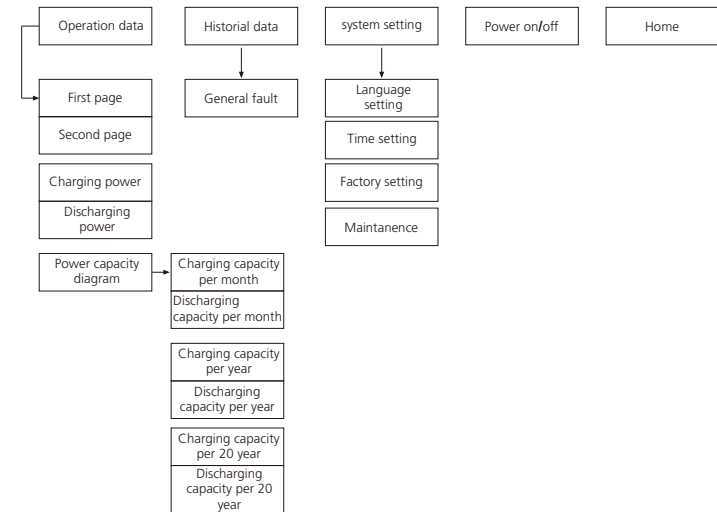 Operation data
Historial data
system setting
Power on/off
Home
First page
General fault
Language
setting
Second page
Time setting
Charging power
Factory setting
Discharging
power
Maintanence
Power capacity
diagram
Charging capacity
per month
Discharging
capacity per month
Charging capacity
per year
Discharging
capacity per year
Charging capacity
per 20 year
Discharging
capacity per 20
year